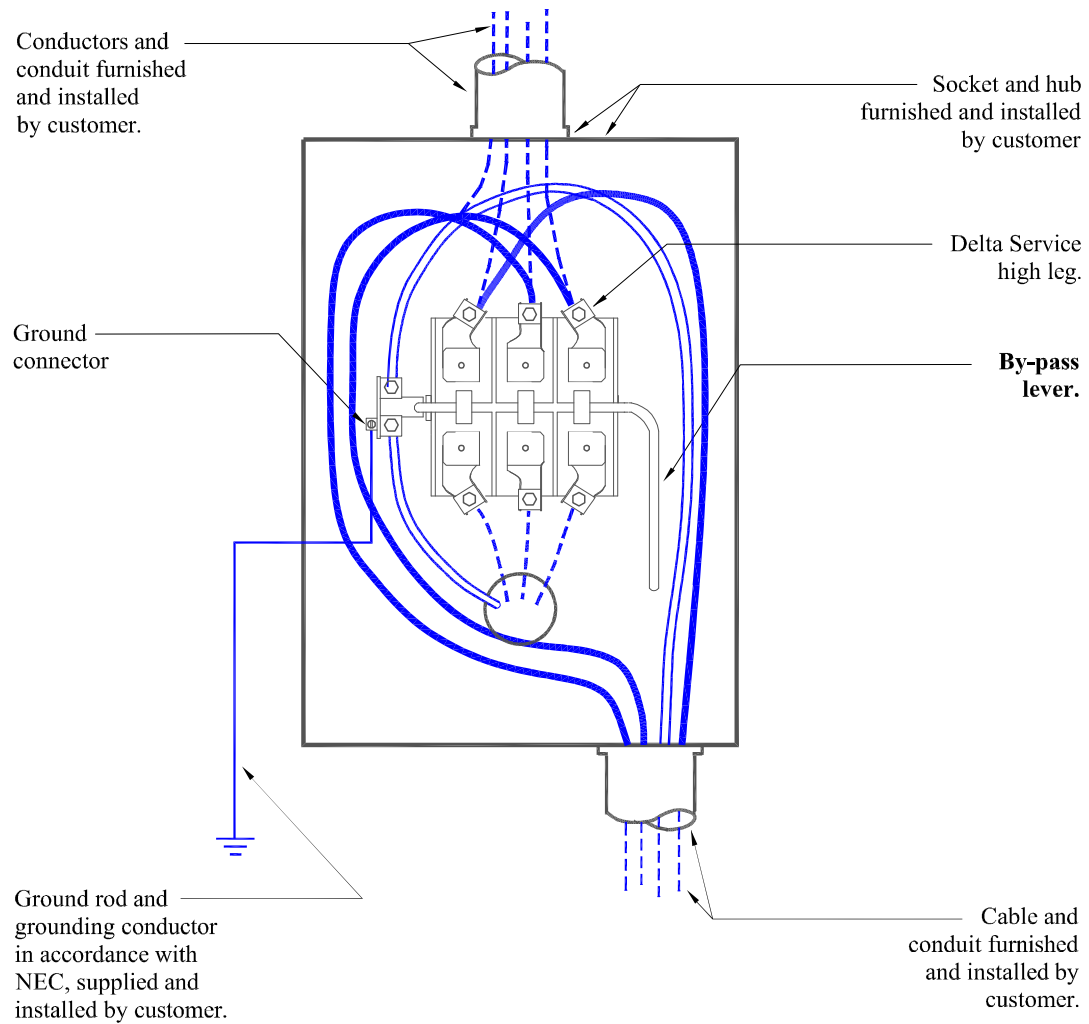 Conductors and
conduit furnished
and installed
by customer.
Socket and hub
furnished and installed
by customer
Delta Service
high leg.
Ground
connector
By-pass
lever.
Ground rod and
grounding conductor
in accordance with
NEC, supplied and
installed by customer.
Cable and
conduit furnished
and installed by
customer.